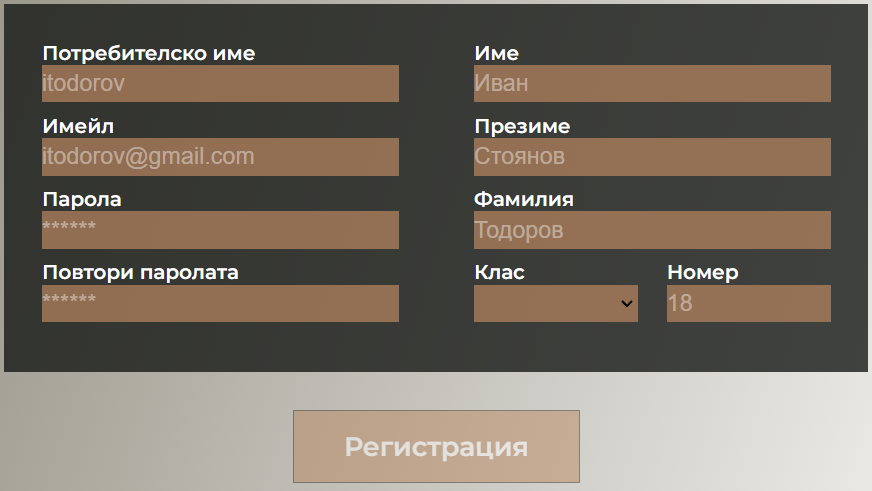 Потребителско име
itodorov
Имейл
itodorov@gmail.com
Парола
******
Повтори паролата
******
Име
Иван
Презиме
Стоянов
Фамилия
Тодоров
Клас Номер
18
Регистрация